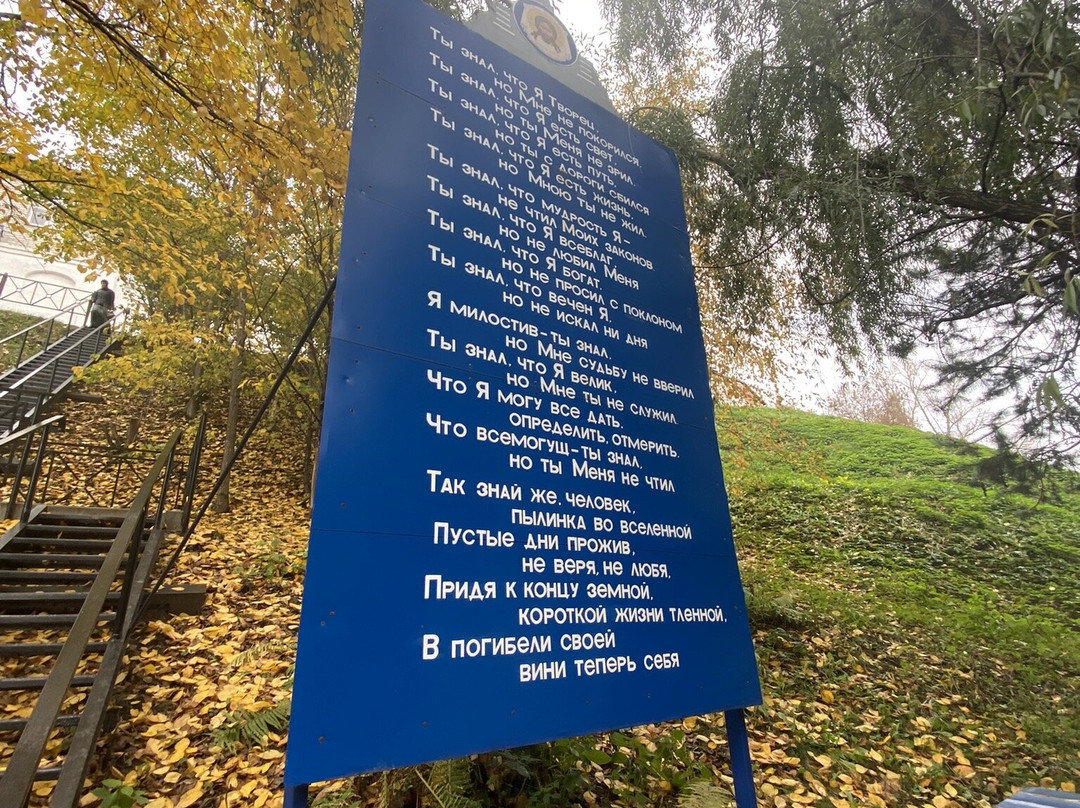 Ты знал, что Я Творец,
но Мне не покорился,
Ты знал, что Я есть свет,
но ты Меня не зрил.
Ты знал, что Я есть путь,
но ты с дороги сбился
Ты знал, что Я есть жизнь,
но Мною ты не жил.
Ты знал, что мудрость Я -
не чтил Моих законов
Ты знал, что Я всеблаг,
но не любил Меня
Ты знал, что Я богат,
но не просил с поклоном
Ты знал, что вечен Я,
но не искал ни дня
Я милостив-ты знал,
но Мне судьбу не вверил
Ты знал, что Я велик,
но Мне ты не служил.
Что Я могу все дать,
определить, отмерить.
Что всемогущ-ты знал,
но ты Меня не чтил
Так знай же, человек,
пылинка во вселенной
Пустые дни прожив,
не веря, не любя,
Придя к концу земной,
короткой жизни тленной,
В погибели своей
вини теперь себя